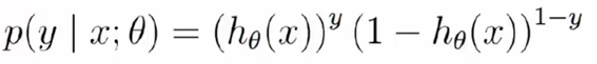 p(y | x; θ) = (h_θ(x))^y (1 − h_θ(x))^{1−y}